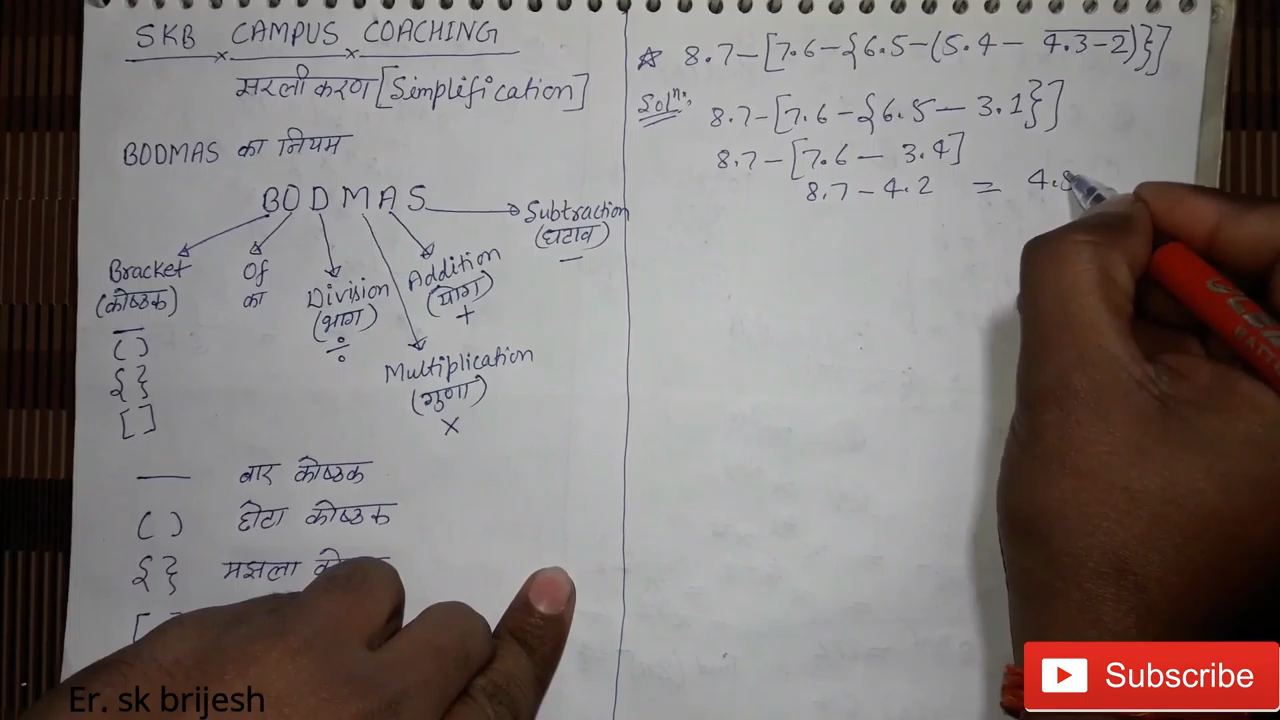 SKB CAMPUS COACHING
सरलीकरण [Simplification]
BODMAS का नियम
BODMAS
Subtraction
(घटाव)
−
Bracket
(कोष्ठक)
Of
का
Division
(भाग)
÷
Addition
(योग)
+
Multiplication
(गुणा)
×
—
( )
{ }
[ ]
— बार कोष्ठक
( ) छोटा कोष्ठक
{ } मझला
[
☆ 8.7-[7.6-{6.5-(5.4- 4.3-2)}]
Solⁿ: 8.7-[7.6-{6.5-3.1}]
8.7-[7.6- 3.4]
8.7-4.2 = 4.
Er. sk brijesh
Subscribe